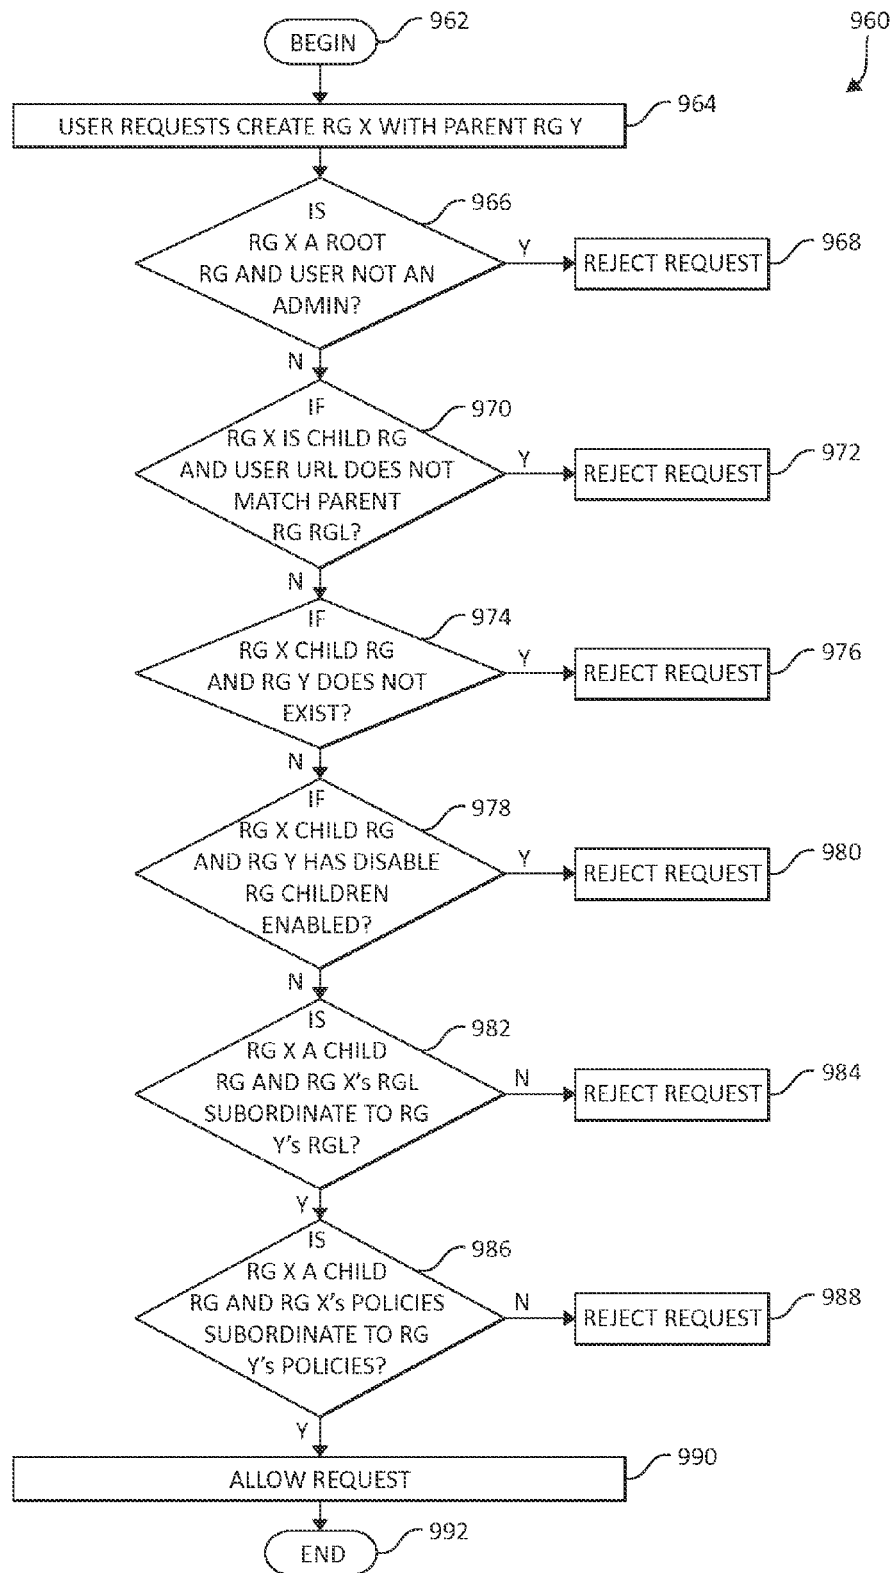 BEGIN
962
960
USER REQUESTS CREATE RG X WITH PARENT RG Y
964
IS
RG X A ROOT
RG AND USER NOT AN
ADMIN?
966
Y
REJECT REQUEST
968
N
IF
RG X IS CHILD RG
AND USER URL DOES NOT
MATCH PARENT
RG RGL?
970
Y
REJECT REQUEST
972
N
IF
RG X CHILD RG
AND RG Y DOES NOT
EXIST?
974
Y
REJECT REQUEST
976
N
IF
RG X CHILD RG
AND RG Y HAS DISABLE
RG CHILDREN
ENABLED?
978
Y
REJECT REQUEST
980
N
IS
RG X A CHILD
RG AND RG X's RGL
SUBORDINATE TO RG
Y's RGL?
982
N
REJECT REQUEST
984
Y
IS
RG X A CHILD
RG AND RG X's POLICIES
SUBORDINATE TO RG
Y's POLICIES?
986
N
REJECT REQUEST
988
Y
ALLOW REQUEST
990
END
992